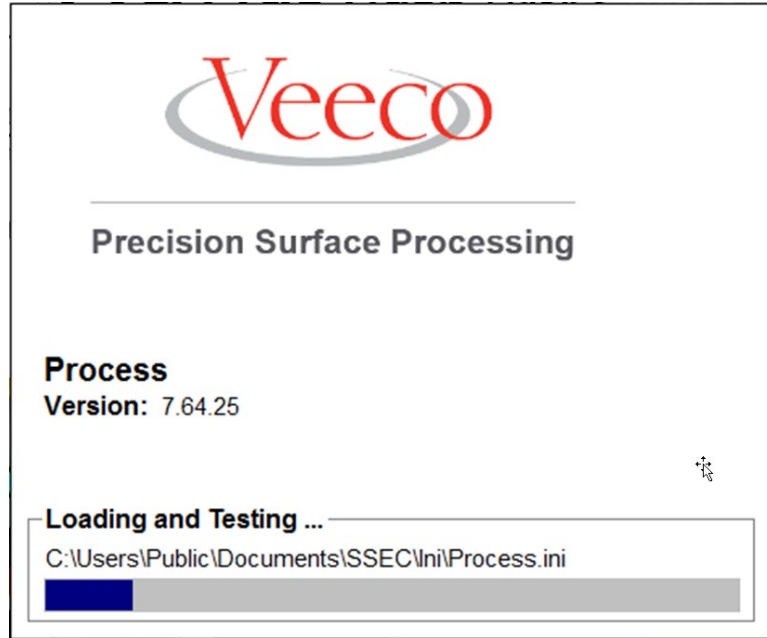 Veeco
Precision Surface Processing
Process
Version: 7.64.25
Loading and Testing ...
C:\Users\Public\Documents\SSEC\Ini\Process.ini